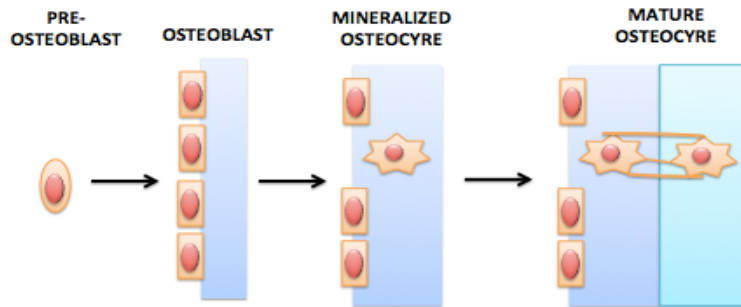 PRE-
OSTEOBLAST
OSTEOBLAST
MINERALIZED
OSTEOCYRE
MATURE
OSTEOCYRE